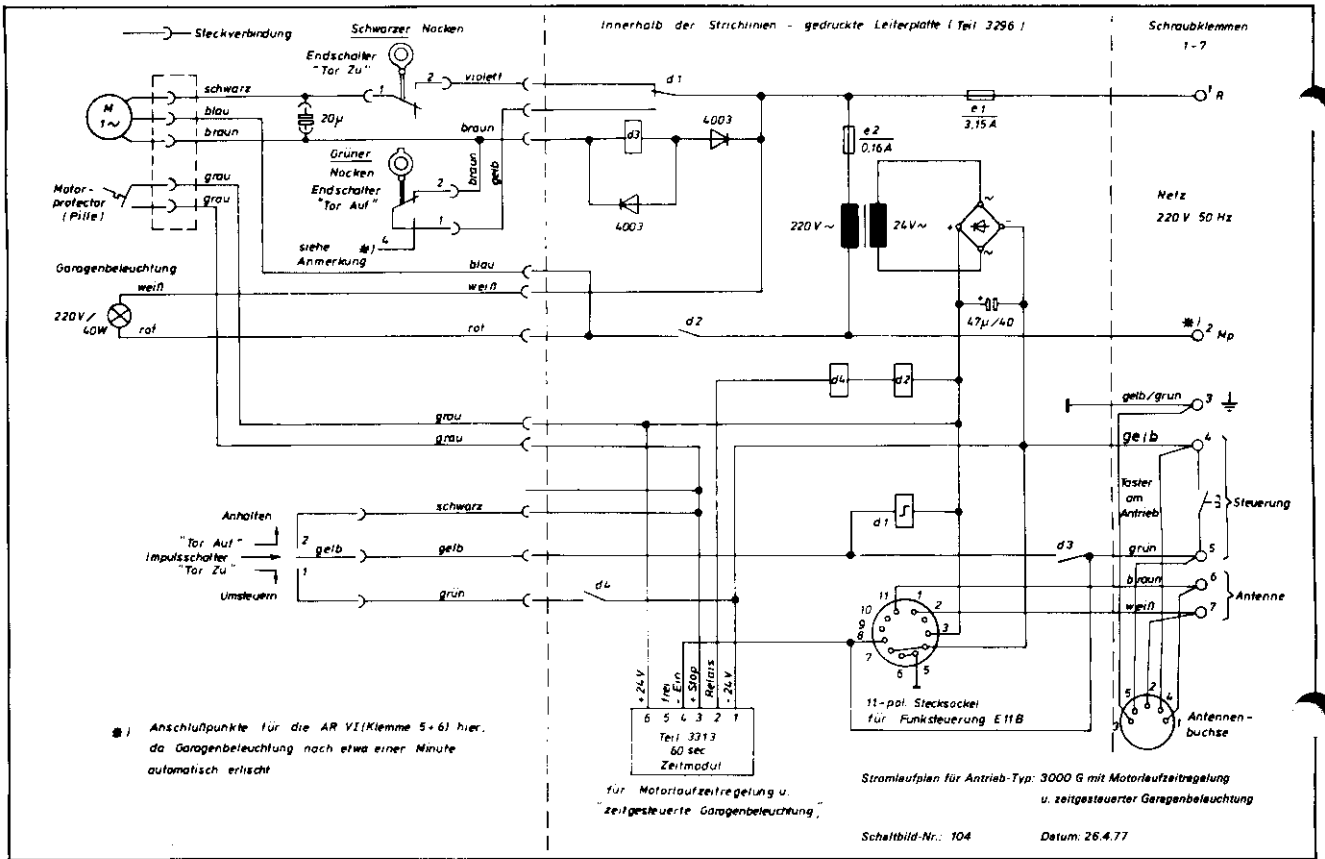 Steckverbindung
Schwarzer Nocken
Innerhalb der Strichlinien - gedruckte Leiterplatte ( Teil 3296 )
Schraubklemmen
1-7
Endschalter
"Tor Zu"
2
violett
d1
1
schwarz
M
1~
blau
braun
20µ
braun
d3
4003
e1
3,15A
1 R
e2
0,16A
Grüner
Nocken
Endschalter
"Tor Auf"
braun
gelb
2
1
4
4003
grau
grau
Motor-
protector
(Pille)
siehe *)
Anmerkung
220V~
24V~
~
+
-
~
Netz
220 V 50 Hz
Garagenbeleuchtung
blau
weiß
weiß
220V/
40W
rot
rot
d2
+
47µ/40
*)
2 Mp
d4
d2
grau
grau
gelb/grün
3
gelb
4
Taster
am
Antrieb
Steuerung
schwarz
Anhalten
"Tor Auf"
Impulsschalter
"Tor Zu"
Umsteuern
2
1
gelb
gelb
grün
d4
d1
d3
grün
5
braun
6
weiß
7
Antenne
11
1
10
2
9
3
8
7
6
5
+24V
frei
- Ein
+ Stop
Relais
- 24V
6 5 4 3 2 1
Teil 3313
60 sec
Zeitmodul
für Motorlaufzeitregelung u.
"zeitgesteuerte Garagenbeleuchtung"
11-pol. Stecksockel
für Funksteuerung E11B
5
2
4
3
1
Antennen-
buchse
*) Anschlußpunkte für die AR VI (Klemme 5+6) hier,
da Garagenbeleuchtung nach etwa einer Minute
automatisch erlischt
Stromlaufplan für Antrieb-Typ: 3000 G mit Motorlaufzeitregelung
u. zeitgesteuerter Garagenbeleuchtung
Schaltbild-Nr.: 104
Datum: 26.4.77